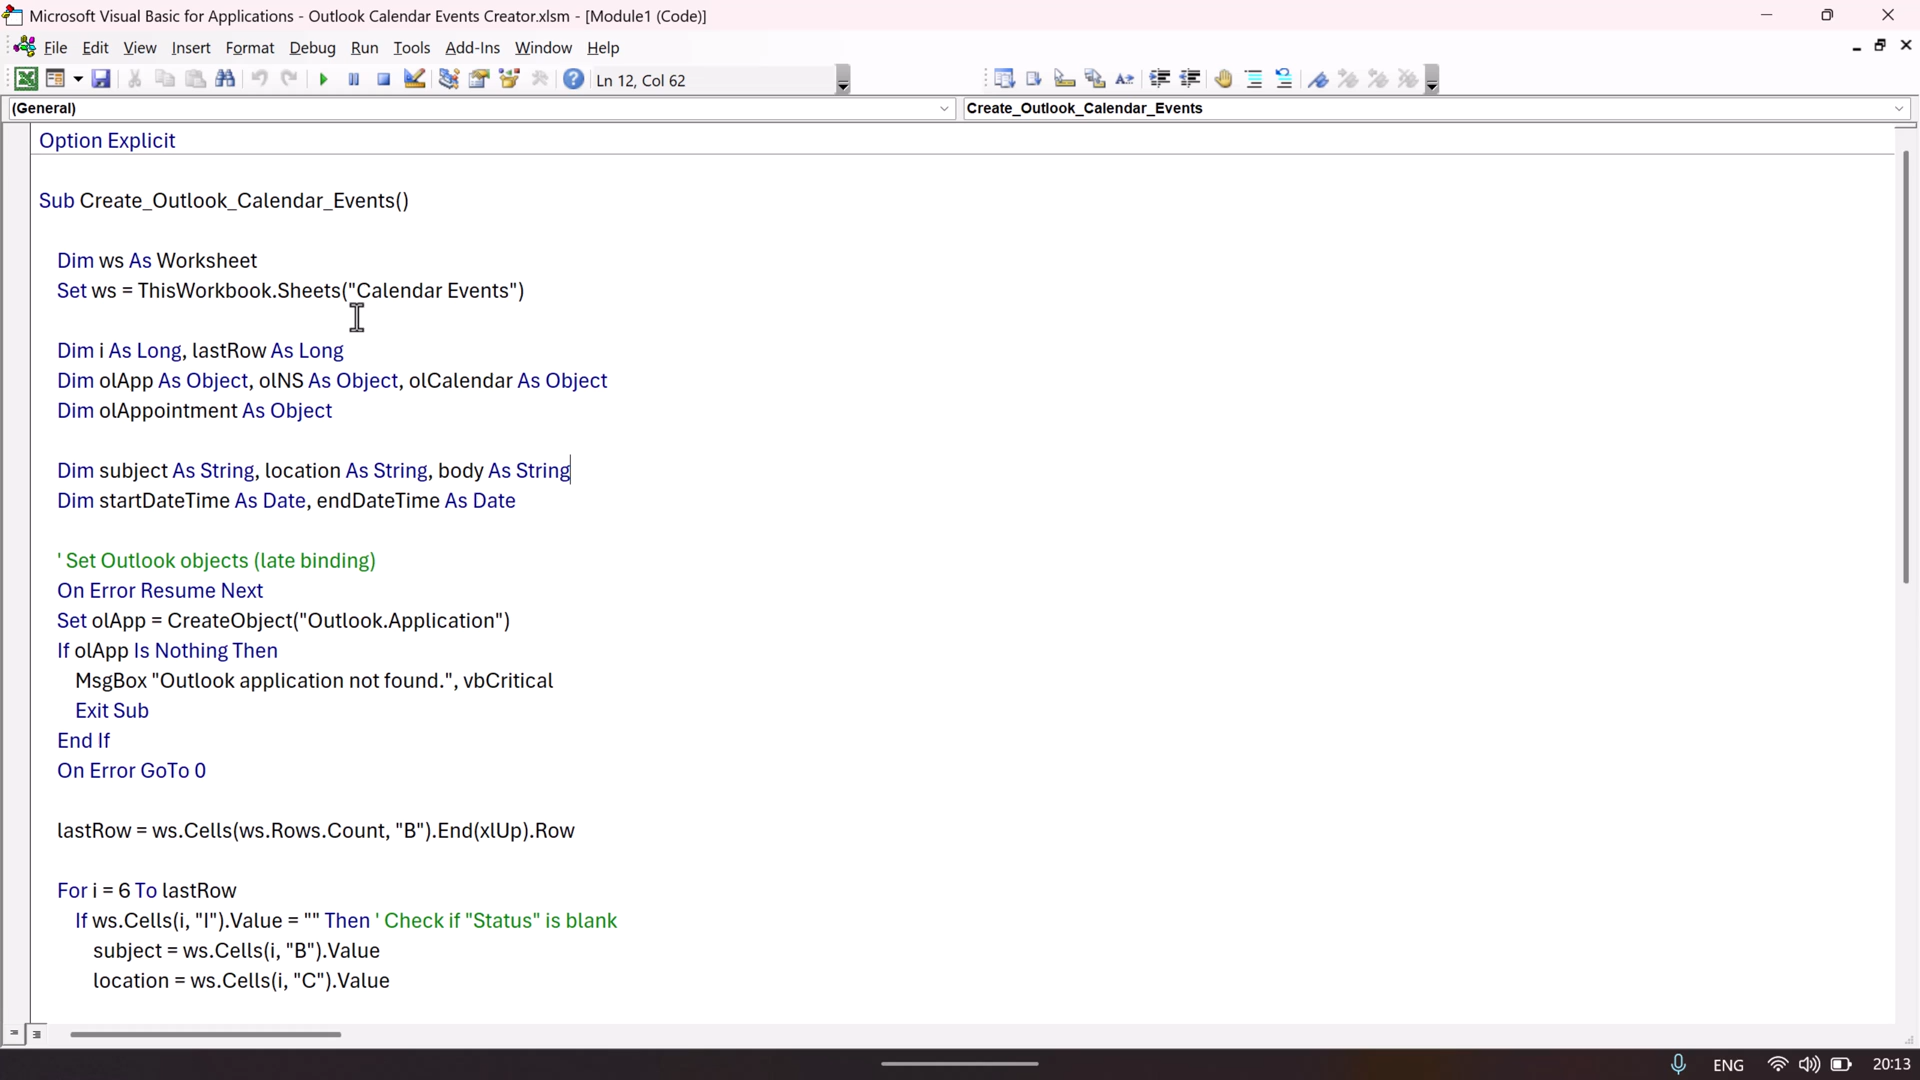 Microsoft Visual Basic for Applications - Outlook Calendar Events Creator.xlsm - [Module1 (Code)]
File Edit View Insert Format Debug Run Tools Add-Ins Window Help
Ln 12, Col 62
(General) Create_Outlook_Calendar_Events
Option Explicit
Sub Create_Outlook_Calendar_Events()
Dim ws As Worksheet
Set ws = ThisWorkbook.Sheets("Calendar Events")
Dim i As Long, lastRow As Long
Dim olApp As Object, olNS As Object, olCalendar As Object
Dim olAppointment As Object
Dim subject As String, location As String, body As String
Dim startDateTime As Date, endDateTime As Date
' Set Outlook objects (late binding)
On Error Resume Next
Set olApp = CreateObject("Outlook.Application")
If olApp Is Nothing Then
MsgBox "Outlook application not found.", vbCritical
Exit Sub
End If
On Error GoTo 0
lastRow = ws.Cells(ws.Rows.Count, "B").End(xlUp).Row
For i = 6 To lastRow
If ws.Cells(i, "I").Value = "" Then ' Check if "Status" is blank
subject = ws.Cells(i, "B").Value
location = ws.Cells(i, "C").Value
ENG 20:13